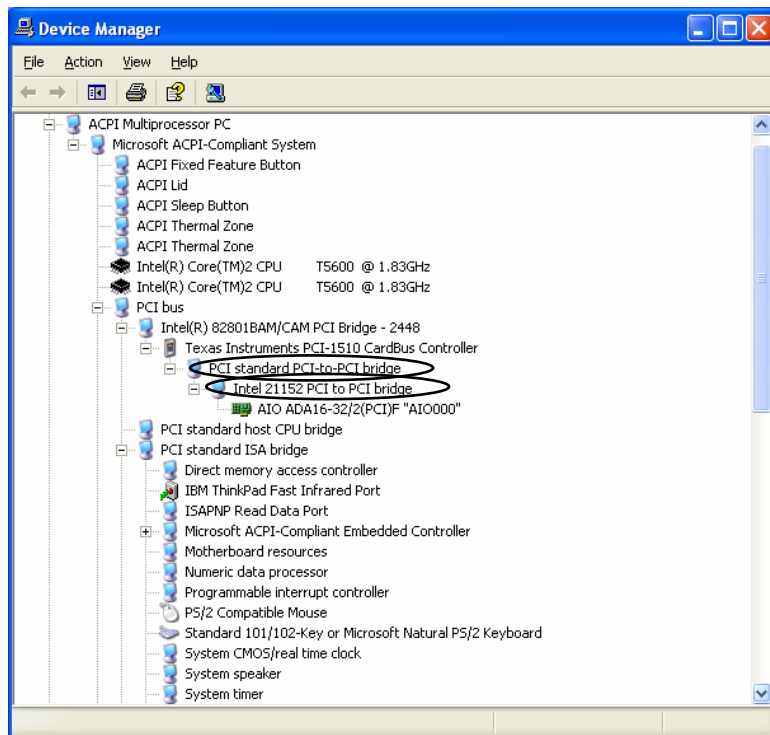 Device Manager
File Action View Help
ACPI Multiprocessor PC
Microsoft ACPI-Compliant System
ACPI Fixed Feature Button
ACPI Lid
ACPI Sleep Button
ACPI Thermal Zone
ACPI Thermal Zone
Intel(R) Core(TM)2 CPU T5600 @ 1.83GHz
Intel(R) Core(TM)2 CPU T5600 @ 1.83GHz
PCI bus
Intel(R) 82801BAM/CAM PCI Bridge - 2448
Texas Instruments PCI-1510 CardBus Controller
PCI standard PCI-to-PCI bridge
Intel 21152 PCI to PCI bridge
AIO ADA16-32/2(PCI)F "AIO000"
PCI standard host CPU bridge
PCI standard ISA bridge
Direct memory access controller
IBM ThinkPad Fast Infrared Port
ISAPNP Read Data Port
Microsoft ACPI-Compliant Embedded Controller
Motherboard resources
Numeric data processor
Programmable interrupt controller
PS/2 Compatible Mouse
Standard 101/102-Key or Microsoft Natural PS/2 Keyboard
System CMOS/real time clock
System speaker
System timer